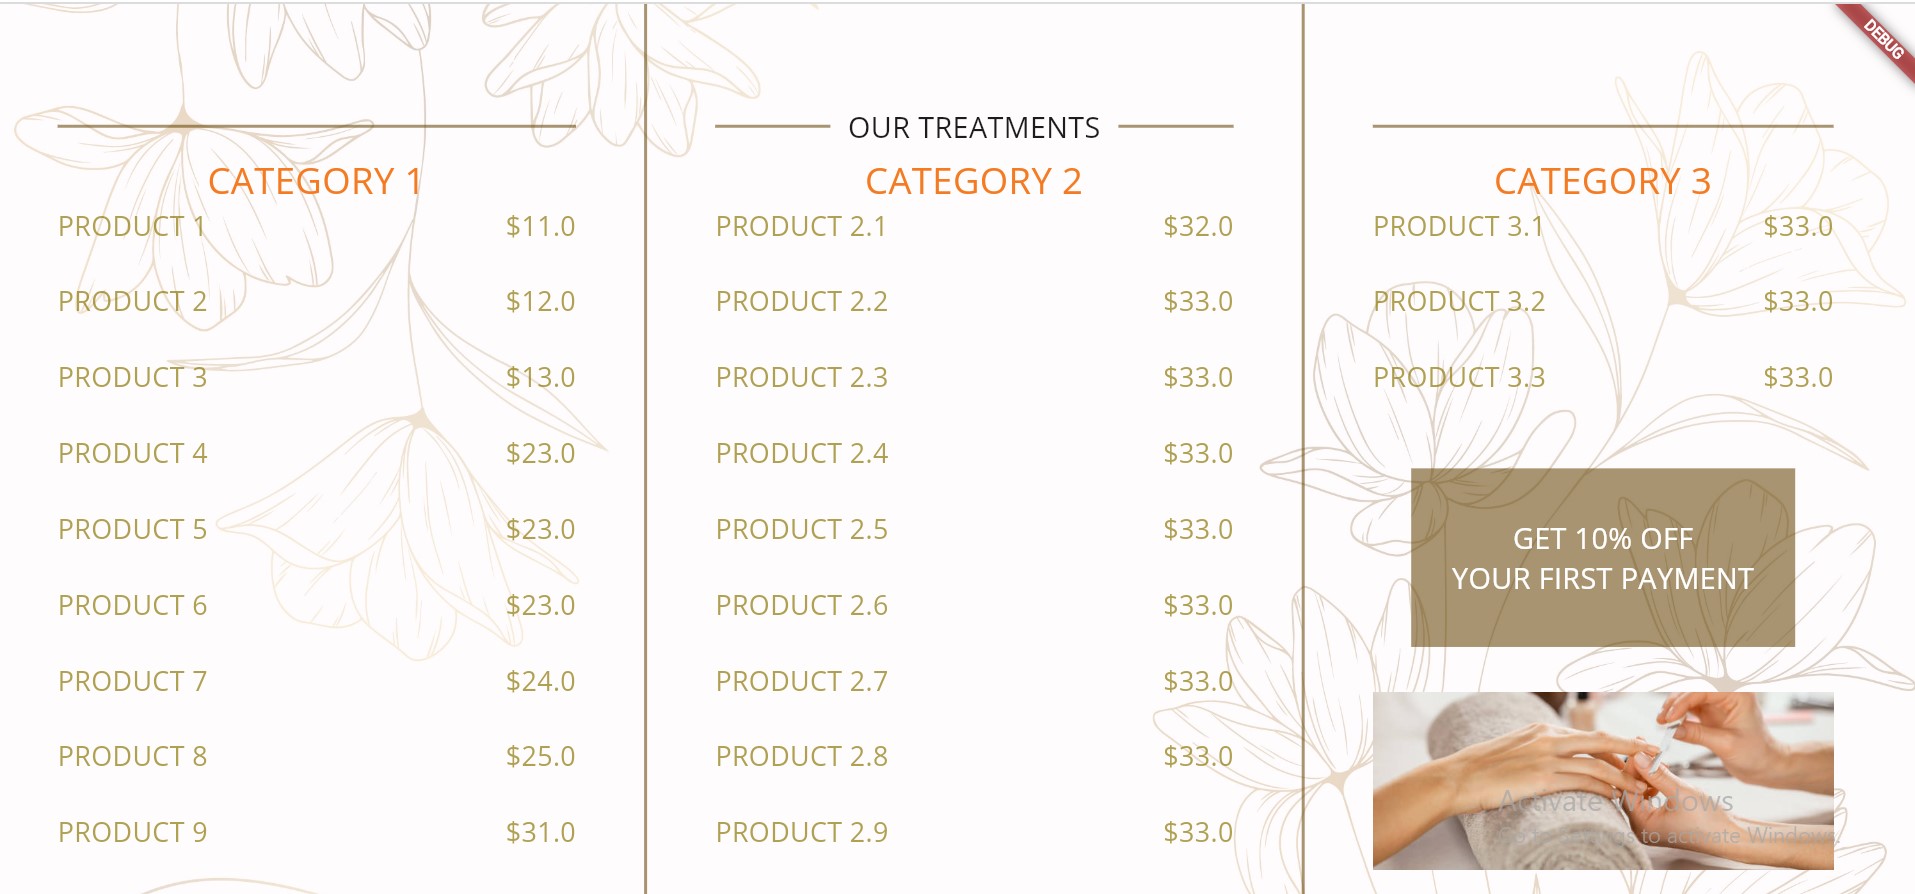 DEBUG
OUR TREATMENTS
CATEGORY 1
PRODUCT 1 $11.0
PRODUCT 2 $12.0
PRODUCT 3 $13.0
PRODUCT 4 $23.0
PRODUCT 5 $23.0
PRODUCT 6 $23.0
PRODUCT 7 $24.0
PRODUCT 8 $25.0
PRODUCT 9 $31.0
CATEGORY 2
PRODUCT 2.1 $32.0
PRODUCT 2.2 $33.0
PRODUCT 2.3 $33.0
PRODUCT 2.4 $33.0
PRODUCT 2.5 $33.0
PRODUCT 2.6 $33.0
PRODUCT 2.7 $33.0
PRODUCT 2.8 $33.0
PRODUCT 2.9 $33.0
CATEGORY 3
PRODUCT 3.1 $33.0
PRODUCT 3.2 $33.0
PRODUCT 3.3 $33.0
GET 10% OFF
YOUR FIRST PAYMENT
Activate Windows
to activate Windows.